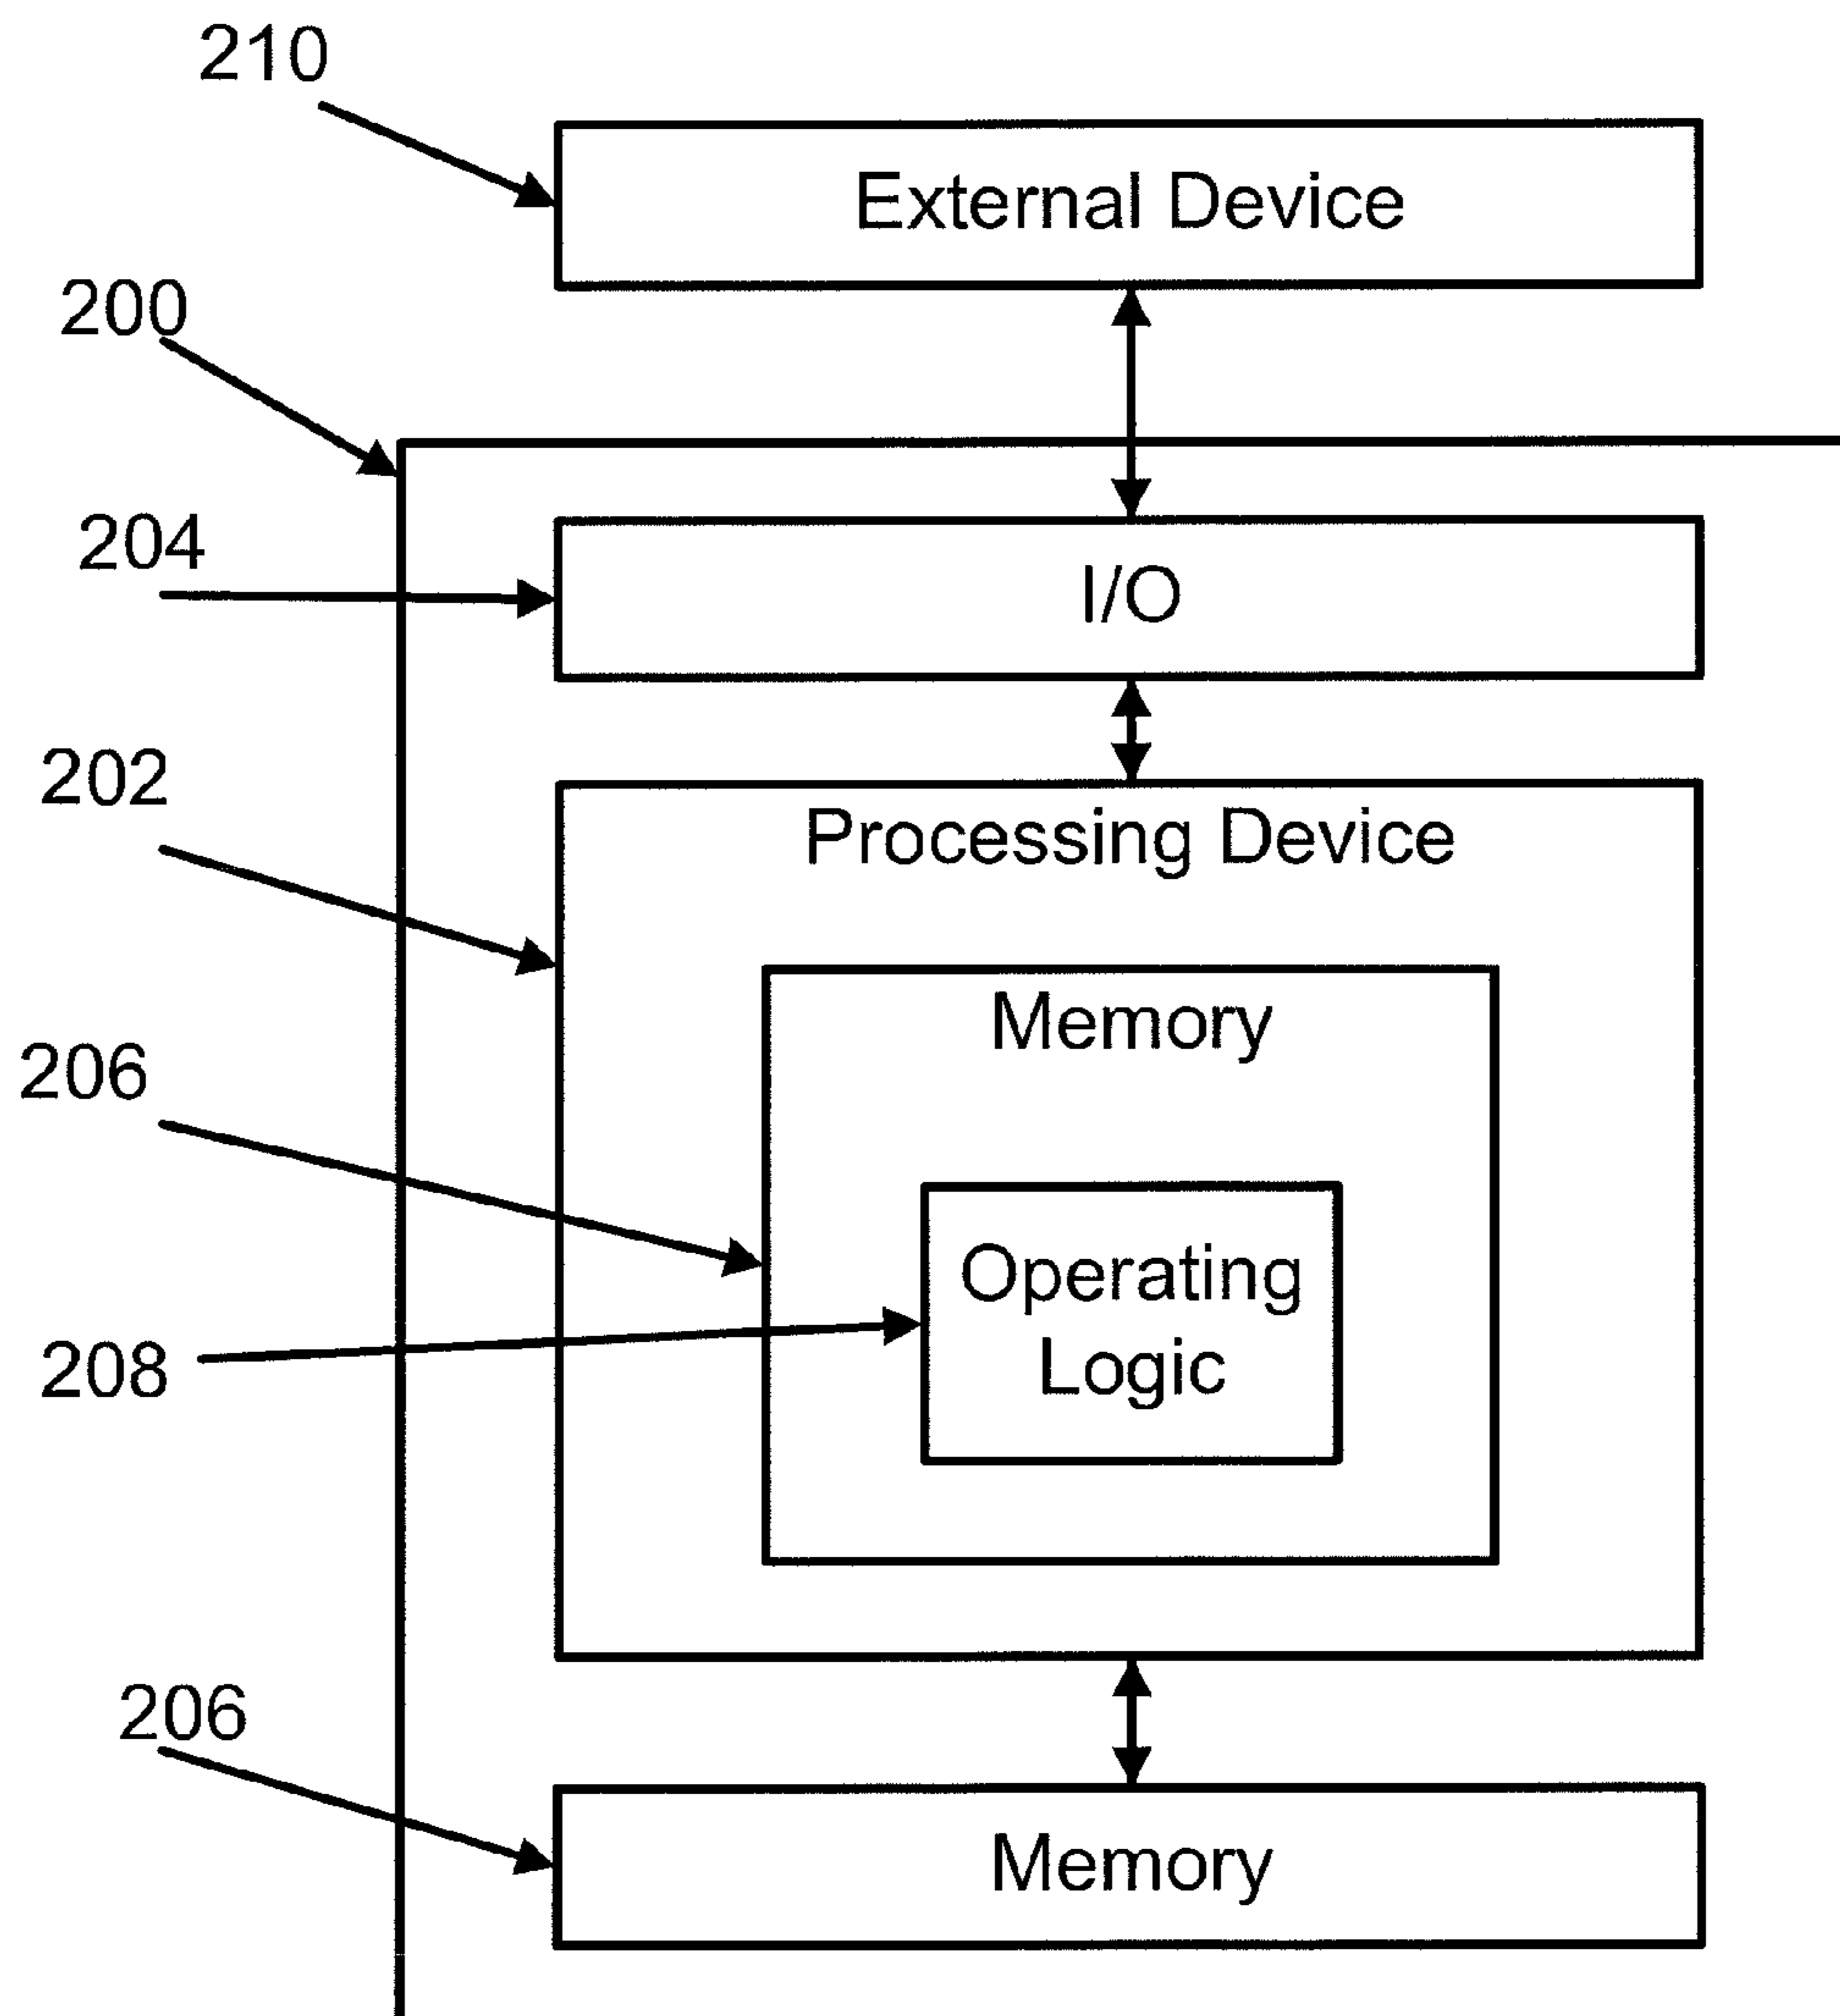 210
External Device
200
204
I/O
202
Processing Device
Memory
206
Operating
Logic
208
206
Memory